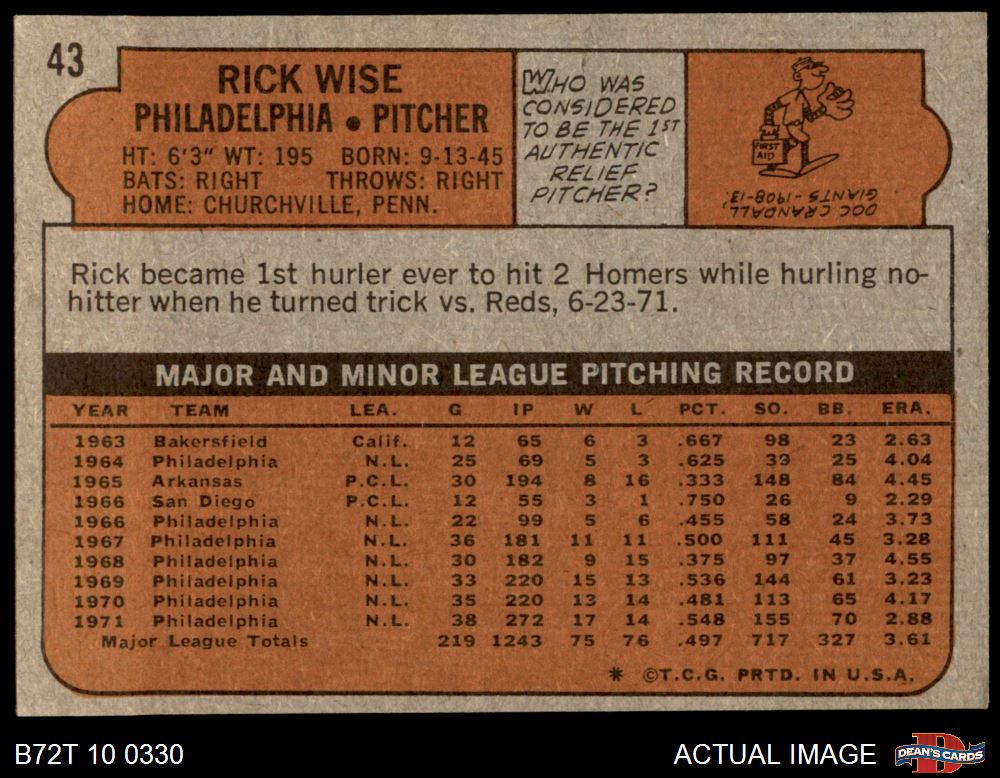 43
RICK WISE
PHILADELPHIA • PITCHER
HT: 6'3" WT: 195 BORN: 9-13-45
BATS: RIGHT THROWS: RIGHT
HOME: CHURCHVILLE, PENN.
WHO WAS
CONSIDERED
TO BE THE 1ST
AUTHENTIC
RELIEF
PITCHER?
FIRST
AID
DOC CRANDALL,
GIANTS - 1908-13.
Rick became 1st hurler ever to hit 2 Homers while hurling no-
hitter when he turned trick vs. Reds, 6-23-71.
MAJOR AND MINOR LEAGUE PITCHING RECORD
YEAR TEAM LEA. G IP W L PCT. SO. BB. ERA.
1963 Bakersfield Calif. 12 65 6 3 .667 98 23 2.63
1964 Philadelphia N.L. 25 69 5 3 .625 39 25 4.04
1965 Arkansas P.C.L. 30 194 8 16 .333 148 84 4.45
1966 San Diego P.C.L. 12 55 3 1 .750 26 9 2.29
1966 Philadelphia N.L. 22 99 5 6 .455 58 24 3.73
1967 Philadelphia N.L. 36 181 11 11 .500 111 45 3.28
1968 Philadelphia N.L. 30 182 9 15 .375 97 37 4.55
1969 Philadelphia N.L. 33 220 15 13 .536 144 61 3.23
1970 Philadelphia N.L. 35 220 13 14 .481 113 65 4.17
1971 Philadelphia N.L. 38 272 17 14 .548 155 70 2.88
Major League Totals 219 1243 75 76 .497 717 327 3.61
* ©T.C.G. PRTD. IN U.S.A.
B72T 10 0330
ACTUAL IMAGE
DEAN'S CARDS